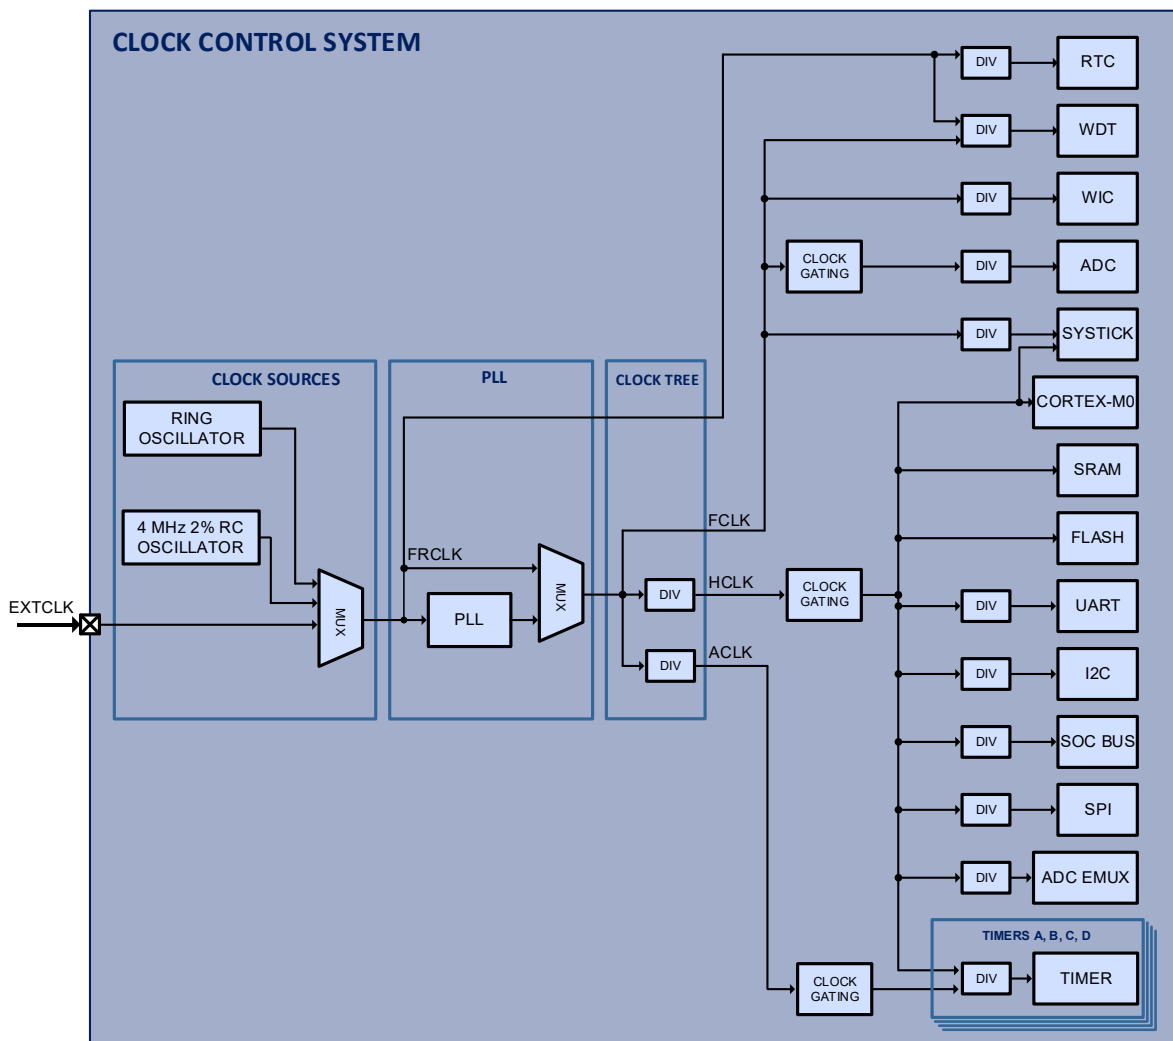 CLOCK CONTROL SYSTEM
DIV
RTC
DIV
WDT
DIV
WIC
CLOCK
GATING
DIV
ADC
DIV
SYSTICK
CLOCK SOURCES
PLL
CLOCK TREE
RING
OSCILLATOR
CORTEX-M0
SRAM
4 MHz 2% RC
OSCILLATOR
FCLK
FLASH
FRCLK
HCLK
MUX
MUX
EXTCLK
PLL
DIV
CLOCK
GATING
DIV
UART
ACLK
DIV
DIV
I2C
DIV
SOC BUS
DIV
SPI
DIV
ADC EMUX
TIMERS A, B, C, D
CLOCK
GATING
DIV
TIMER